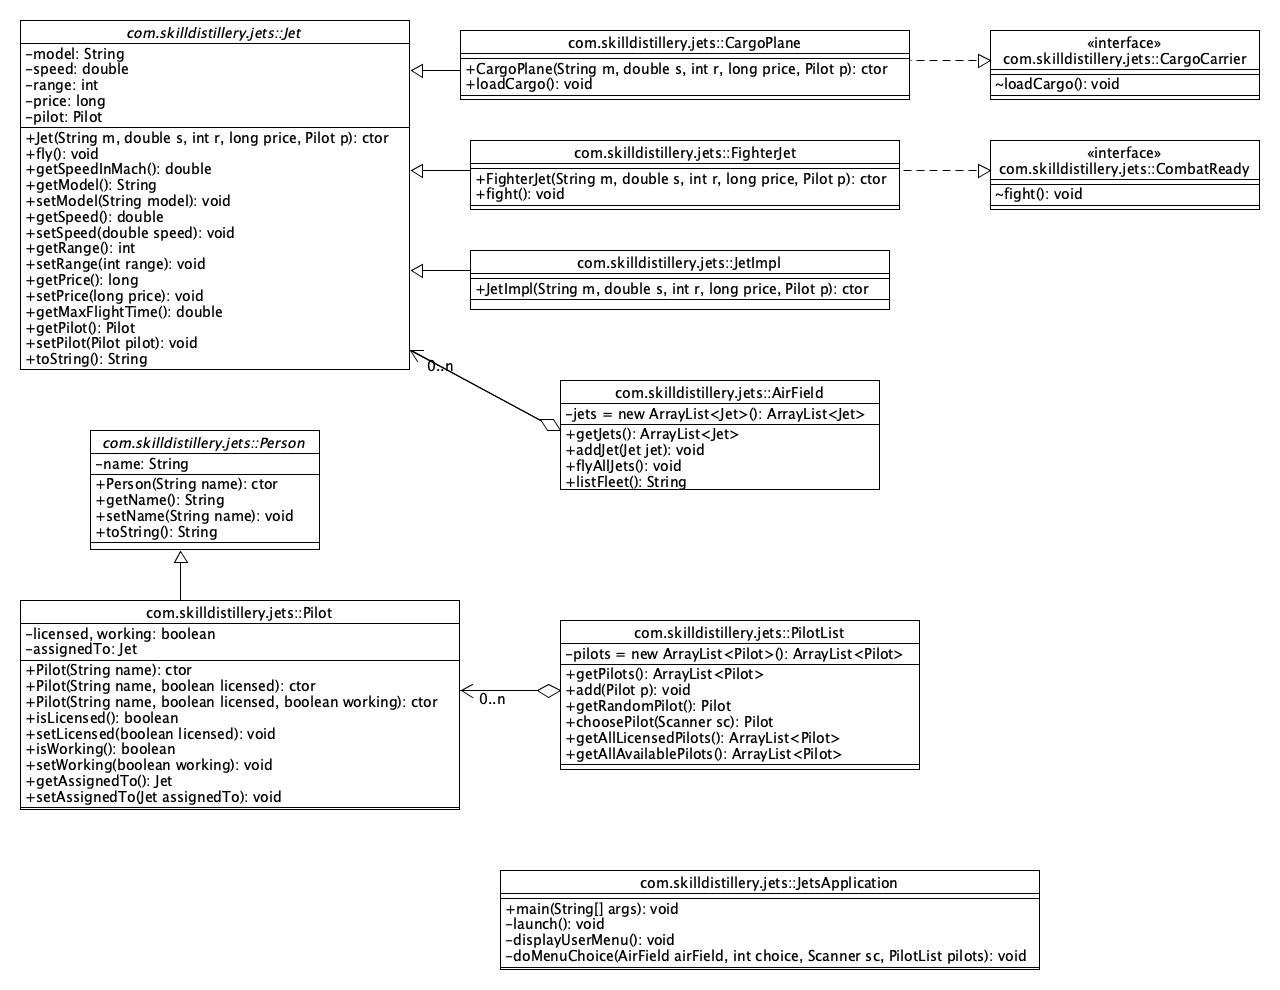 com.skilldistillery.jets::Jet
-model: String
-speed: double
-range: int
-price: long
-pilot: Pilot
+Jet(String m, double s, int r, long price, Pilot p): ctor
+fly(): void
+getSpeedInMach(): double
+getModel(): String
+setModel(String model): void
+getSpeed(): double
+setSpeed(double speed): void
+getRange(): int
+setRange(int range): void
+getPrice(): long
+setPrice(long price): void
+getMaxFlightTime(): double
+getPilot(): Pilot
+setPilot(Pilot pilot): void
+toString(): String
com.skilldistillery.jets::CargoPlane
+CargoPlane(String m, double s, int r, long price, Pilot p): ctor
+loadCargo(): void
«interface»
com.skilldistillery.jets::CargoCarrier
~loadCargo(): void
com.skilldistillery.jets::FighterJet
+FighterJet(String m, double s, int r, long price, Pilot p): ctor
+fight(): void
«interface»
com.skilldistillery.jets::CombatReady
~fight(): void
com.skilldistillery.jets::JetImpl
+JetImpl(String m, double s, int r, long price, Pilot p): ctor
0..n
com.skilldistillery.jets::AirField
-jets = new ArrayList<Jet>(): ArrayList<Jet>
+getJets(): ArrayList<Jet>
+addJet(Jet jet): void
+flyAllJets(): void
+listFleet(): String
com.skilldistillery.jets::Person
-name: String
+Person(String name): ctor
+getName(): String
+setName(String name): void
+toString(): String
com.skilldistillery.jets::Pilot
-licensed, working: boolean
-assignedTo: Jet
+Pilot(String name): ctor
+Pilot(String name, boolean licensed): ctor
+Pilot(String name, boolean licensed, boolean working): ctor
+isLicensed(): boolean
+setLicensed(boolean licensed): void
+isWorking(): boolean
+setWorking(boolean working): void
+getAssignedTo(): Jet
+setAssignedTo(Jet assignedTo): void
0..n
com.skilldistillery.jets::PilotList
-pilots = new ArrayList<Pilot>(): ArrayList<Pilot>
+getPilots(): ArrayList<Pilot>
+add(Pilot p): void
+getRandomPilot(): Pilot
+choosePilot(Scanner sc): Pilot
+getAllLicensedPilots(): ArrayList<Pilot>
+getAllAvailablePilots(): ArrayList<Pilot>
com.skilldistillery.jets::JetsApplication
+main(String[] args): void
-launch(): void
-displayUserMenu(): void
-doMenuChoice(AirField airField, int choice, Scanner sc, PilotList pilots): void